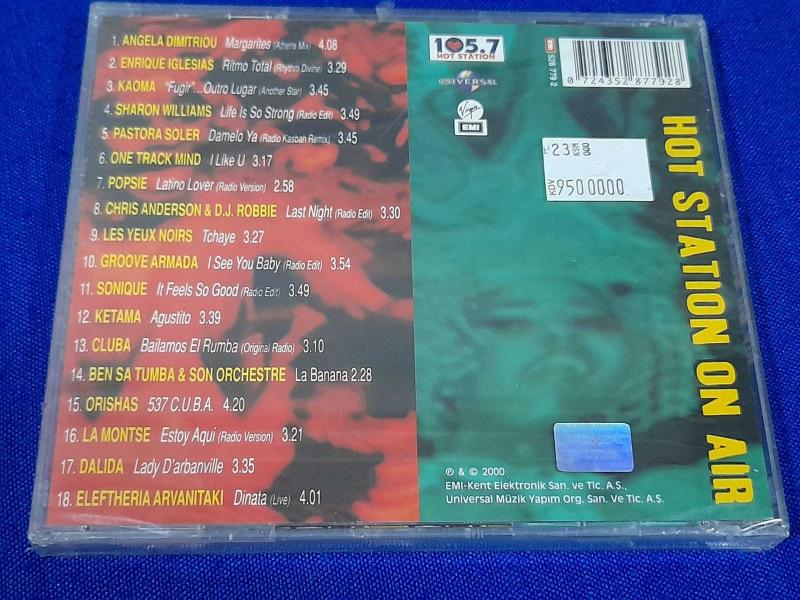 1. ANGELA DIMITRIOU Margarites (Athens Mix) 4.08
2. ENRIQUE IGLESIAS Ritmo Total (Rhythm Divine) 3.29
3. KAOMA "Fugir"...Outro Lugar (Another Star) 3.45
4. SHARON WILLIAMS Life Is So Strong (Radio Edit) 3.49
5. PASTORA SOLER Damelo Ya (Radio Kasbah Remix) 3.45
6. ONE TRACK MIND I Like U 3.17
7. POPSIE Latino Lover (Radio Version) 2.58
8. CHRIS ANDERSON & D.J. ROBBIE Last Night (Radio Edit) 3.30
9. LES YEUX NOIRS Tchaye 3.27
10. GROOVE ARMADA I See You Baby (Radio Edit) 3.54
11. SONIQUE It Feels So Good (Radio Edit) 3.49
12. KETAMA Agustito 3.39
13. CLUBA Bailamos El Rumba (Original Radio) 3.10
14. BEN SA TUMBA & SON ORCHESTRE La Banana 2.28
15. ORISHAS 537 C.U.B.A. 4.20
16. LA MONTSE Estoy Aqui (Radio Version) 3.21
17. DALIDA Lady D'arbanville 3.35
18. ELEFTHERIA ARVANITAKI Dinata (Live) 4.01
105.7
HOT STATION
UNIVERSAL
Virgin
EMI
0 724352 877928
528 779 2
23
00
KDV
9500000
HOT STATION ON AIR
℗ & © 2000
EMI-Kent Elektronik San. ve Tic. A.Ş.,
Universal Müzik Yapım Org. San. Ve Tic. A.Ş.